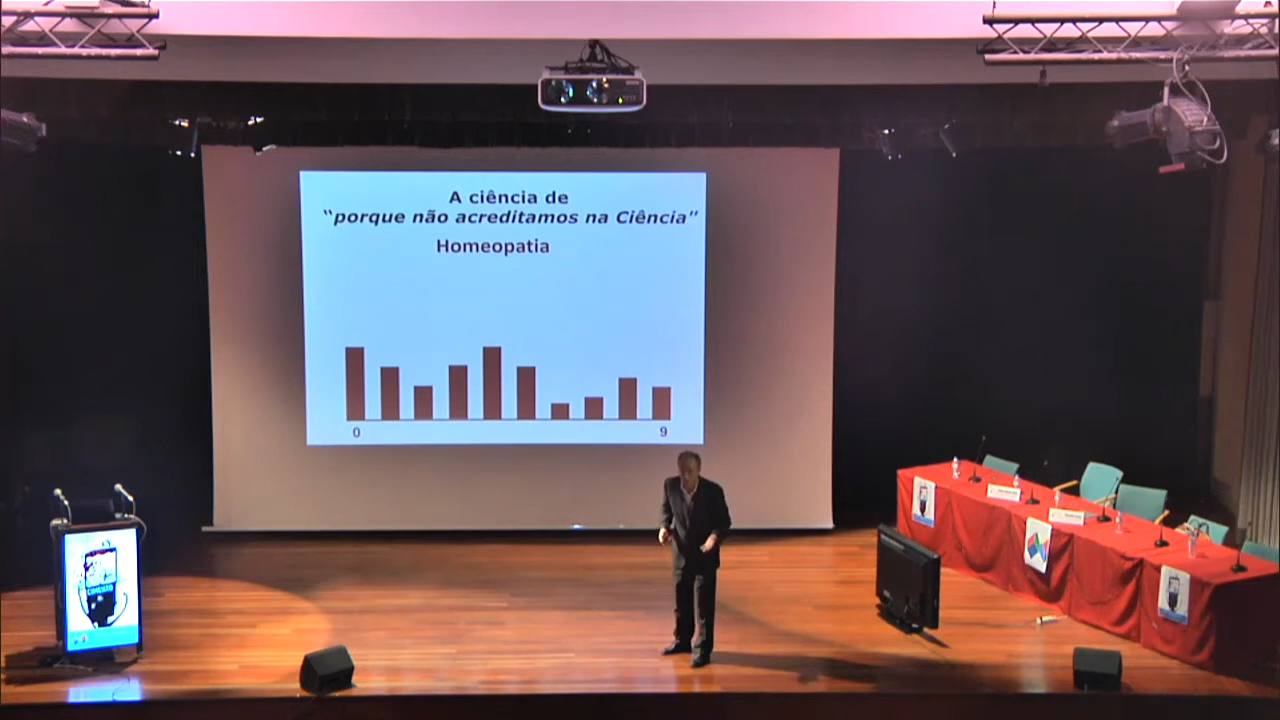 A ciência de
“porque não acreditamos na Ciência”
Homeopatia
0
9